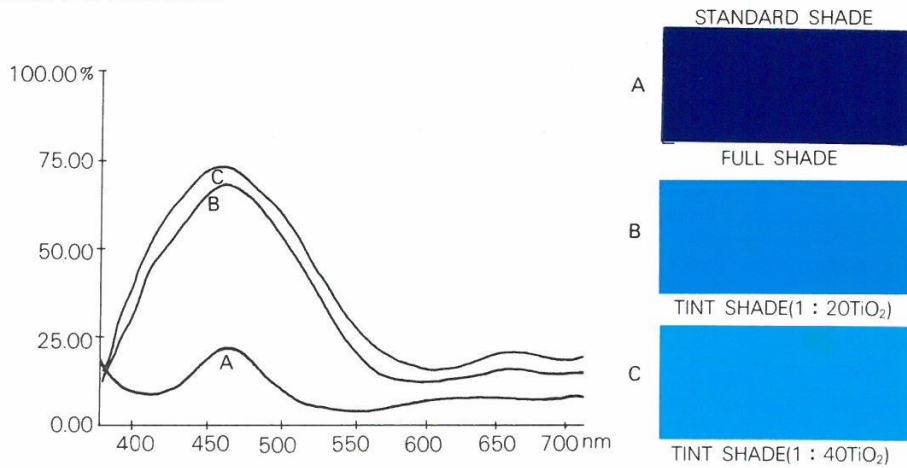 STANDARD SHADE
100.00%
75.00
50.00
25.00
0.00
C
B
A
400 450 500 550 600 650 700 nm
A
FULL SHADE
B
TINT SHADE(1 : 20TiO₂)
C
TINT SHADE(1 : 40TiO₂)